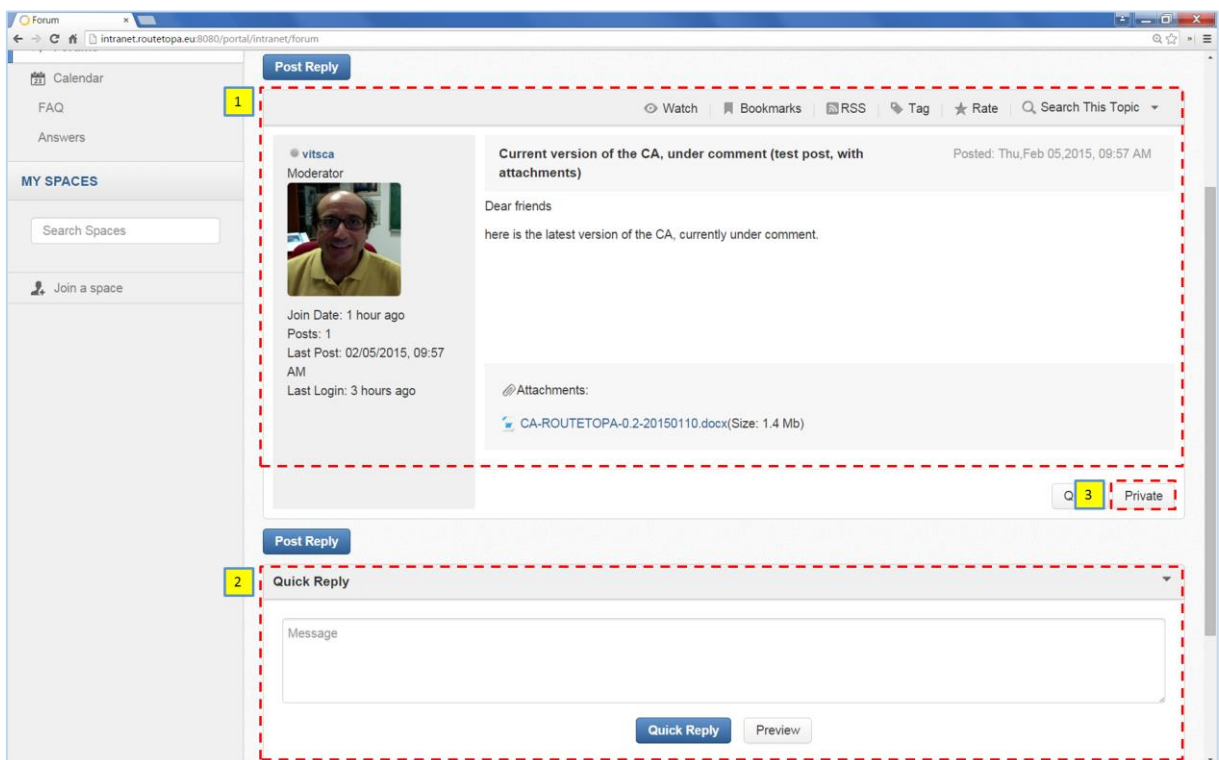 Forum
intranet.routetopa.eu:8080/portal/intranet/forum
Calendar
FAQ
Answers
MY SPACES
Search Spaces
Join a space
Post Reply
1
Watch
Bookmarks
RSS
Tag
Rate
Search This Topic
vitsca
Moderator
Join Date: 1 hour ago
Posts: 1
Last Post: 02/05/2015, 09:57
AM
Last Login: 3 hours ago
Current version of the CA, under comment (test post, with
attachments)
Posted: Thu,Feb 05,2015, 09:57 AM
Dear friends
here is the latest version of the CA, currently under comment.
Attachments:
CA-ROUTETOPA-0.2-20150110.docx(Size: 1.4 Mb)
3
Private
Post Reply
2
Quick Reply
Message
Quick Reply
Preview